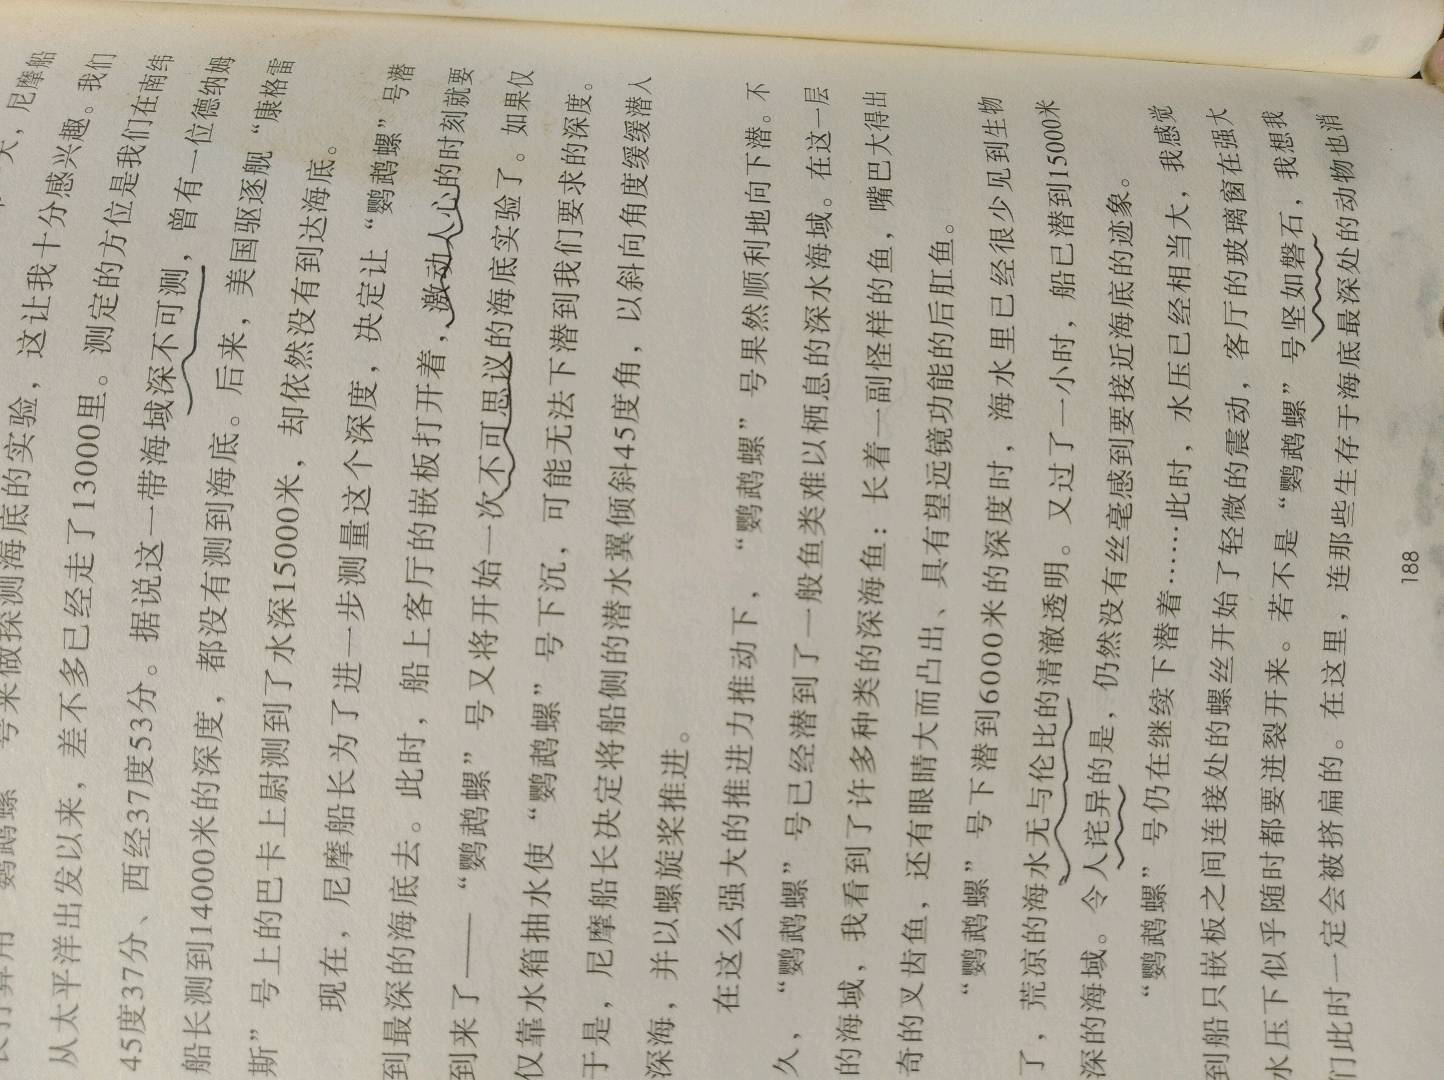 天，尼摩船
号来做探测海底的实验，这让我十分感兴趣。我们
从太平洋出发以来，差不多已经走了13000里。测定的方位是我们在南纬
45度37分、西经37度53分。据说这一带海域深不可测，曾有一位德纳姆
船长测到14000米的深度，都没有测到海底。后来，美国驱逐舰“康格雷
斯”号上的巴卡上尉测到了水深15000米，却依然没有到达海底。
现在，尼摩船长为了进一步测量这个深度，决定让“鹦鹉螺”号潜
到最深的海底去。此时，船上客厅的嵌板打开着，激动人心的时刻就要
到来了——“鹦鹉螺”号又将开始一次不可思议的海底实验了。如果仅
仅靠水箱抽水使“鹦鹉螺”号下沉，可能无法下潜到我们要求的深度。
于是，尼摩船长决定将船侧的潜水翼倾斜45度角，以斜向角度缓缓潜入
深海，并以螺旋桨推进。
在这么强大的推进力推动下，“鹦鹉螺”号果然顺利地向下潜。不
久，“鹦鹉螺”号已经潜到了一般鱼类难以栖息的深水海域。在这一层
的海域，我看到了许多种类的深海鱼：长着一副怪样的鱼，嘴巴大得出
奇的叉齿鱼，还有眼睛大而凸出、具有望远镜功能的后肛鱼。
“鹦鹉螺”号下潜到6000米的深度时，海水里已经很少见到生物
了，荒凉的海水无与伦比的清澈透明。又过了一小时，船已潜到15000米
深的海域。令人诧异的是，仍然没有丝毫感到要接近海底的迹象。
“鹦鹉螺”号仍在继续下潜着……此时，水压已经相当大，我感觉
到船只嵌板之间连接处的螺丝开始了轻微的震动，客厅的玻璃窗在强大
水压下似乎随时都要迸裂开来。若不是“鹦鹉螺”号坚如磐石，我想我
们此时一定会被挤扁的。在这里，连那些生存于海底最深处的动物也消
188